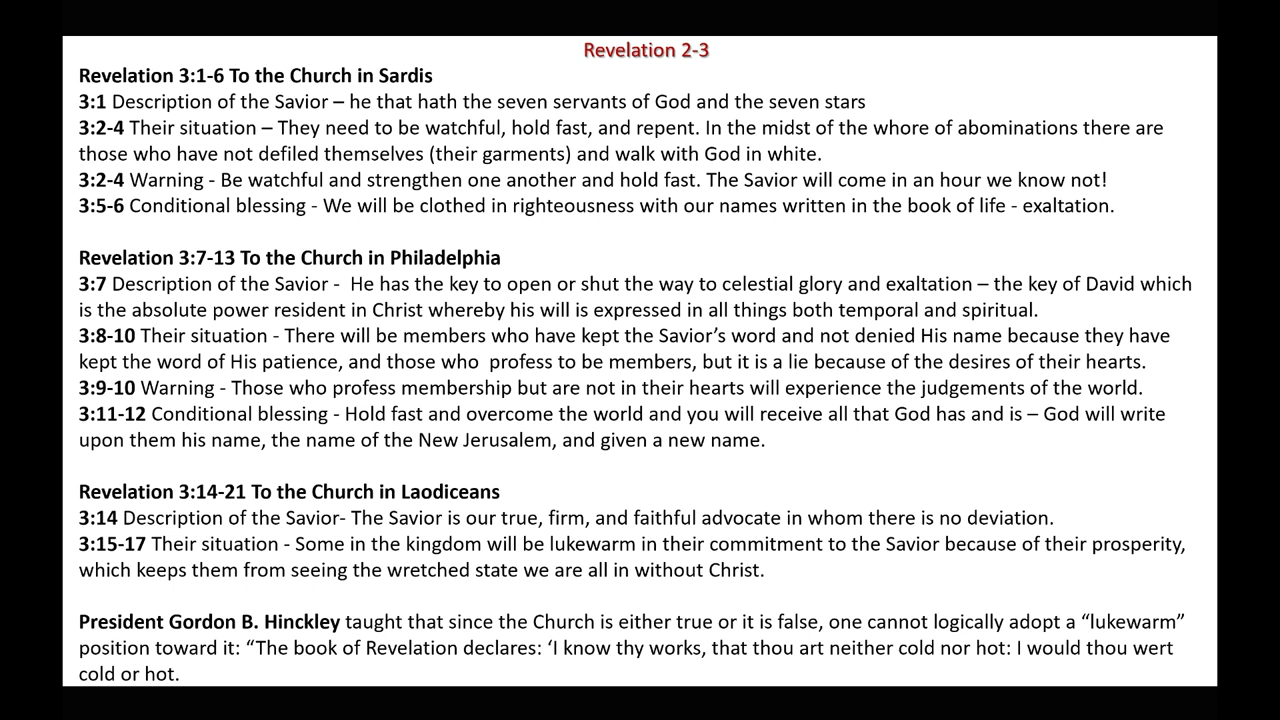 Revelation 2-3
Revelation 3:1-6 To the Church in Sardis
3:1 Description of the Savior – he that hath the seven servants of God and the seven stars
3:2-4 Their situation – They need to be watchful, hold fast, and repent. In the midst of the whore of abominations there are
those who have not defiled themselves (their garments) and walk with God in white.
3:2-4 Warning - Be watchful and strengthen one another and hold fast. The Savior will come in an hour we know not!
3:5-6 Conditional blessing - We will be clothed in righteousness with our names written in the book of life - exaltation.
Revelation 3:7-13 To the Church in Philadelphia
3:7 Description of the Savior -  He has the key to open or shut the way to celestial glory and exaltation – the key of David which
is the absolute power resident in Christ whereby his will is expressed in all things both temporal and spiritual.
3:8-10 Their situation - There will be members who have kept the Savior’s word and not denied His name because they have
kept the word of His patience, and those who  profess to be members, but it is a lie because of the desires of their hearts.
3:9-10 Warning - Those who profess membership but are not in their hearts will experience the judgements of the world.
3:11-12 Conditional blessing - Hold fast and overcome the world and you will receive all that God has and is – God will write
upon them his name, the name of the New Jerusalem, and given a new name.
Revelation 3:14-21 To the Church in Laodiceans
3:14 Description of the Savior- The Savior is our true, firm, and faithful advocate in whom there is no deviation.
3:15-17 Their situation - Some in the kingdom will be lukewarm in their commitment to the Savior because of their prosperity,
which keeps them from seeing the wretched state we are all in without Christ.
President Gordon B. Hinckley taught that since the Church is either true or it is false, one cannot logically adopt a “lukewarm”
position toward it: “The book of Revelation declares: ‘I know thy works, that thou art neither cold nor hot: I would thou wert
cold or hot.